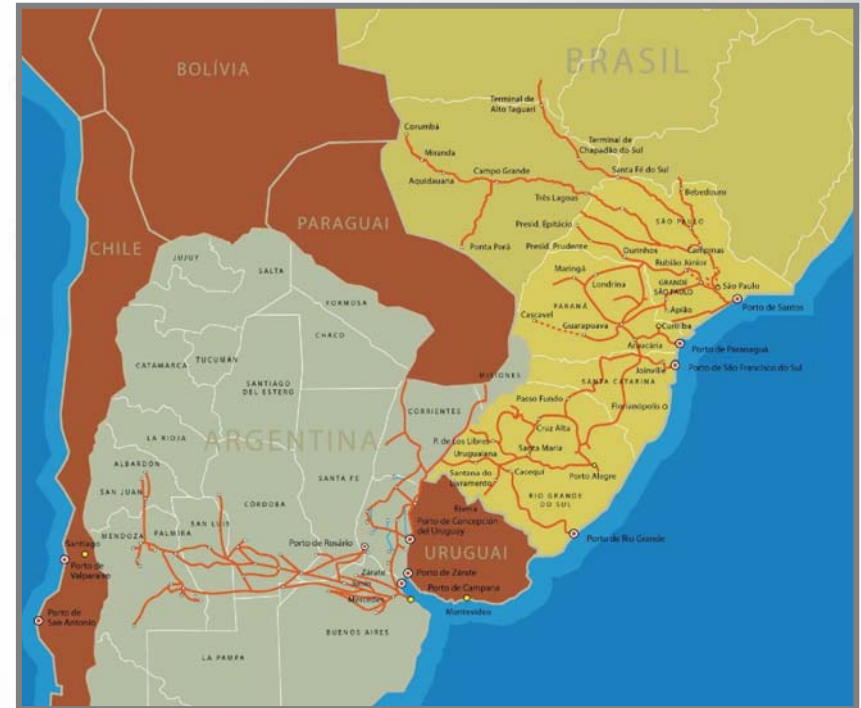 BRASIL
BOLÍVIA
Terminal de
Alto Taguari
Corumbá
Terminal de
Chapadão do Sul
Miranda
Campo Grande
Santa Fé do Sul
Aquidauana
Bebedouro
Três Lagoas
PARAGUAI
SÃO PAULO
Presid. Epitácio
CHILE
Ponta Porã
Presid. Prudente
Ourinhos
Campinas
Rubião Júnior
JUJUY
Maringá
SALTA
Londrina
GRANDE
SÃO PAULO
São Paulo
FORMOSA
PARANÁ
Apiáo
Porto de Santos
Cascavel
Guarapoava
Curitiba
CHACO
Araucária
Porto de Paranaguá
TUCUMAN
CATAMARCA
Joinville
Porto de São Francisco do Sul
MISIONES
SANTIAGO
DEL ESTERO
SANTA CATARINA
Passo Fundo
Florianópolis
CORRIENTES
Cruz Alta
LA RIOJA
ARGENTINA
P. de Los Libres
Santa Maria
Uruguaiana
ALBARDÓN
SANTA FE
Santana do
Livramento
Cacequi
Porto Alegre
SAN JUAN
RIO GRANDE
DO SUL
CÓRDOBA
Rivera
SAN LUIS
Porto de Concepción
del Uruguay
MENDOZA
PALMIRA
Porto de Rio Grande
Santiago
Porto de Rosário
URUGUAI
Porto de
Valparaiso
Zárate
Porto de Zárate
Junin
Porto de Campana
Mercedes
Porto de
San Antonio
Montevideo
BUENOS AIRES
LA PAMPA